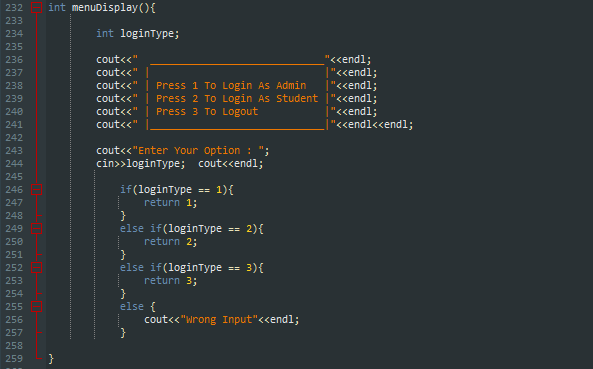 232 int menuDisplay(){
233
234 int loginType;
235
236 cout<<"  _____________________________"<<endl;
237 cout<<" |                             |"<<endl;
238 cout<<" | Press 1 To Login As Admin   |"<<endl;
239 cout<<" | Press 2 To Login As Student |"<<endl;
240 cout<<" | Press 3 To Logout           |"<<endl;
241 cout<<" |_____________________________|"<<endl<<endl;
242
243 cout<<"Enter Your Option : ";
244 cin>>loginType;  cout<<endl;
245
246 if(loginType == 1){
247 return 1;
248 }
249 else if(loginType == 2){
250 return 2;
251 }
252 else if(loginType == 3){
253 return 3;
254 }
255 else {
256 cout<<"Wrong Input"<<endl;
257 }
258
259 }